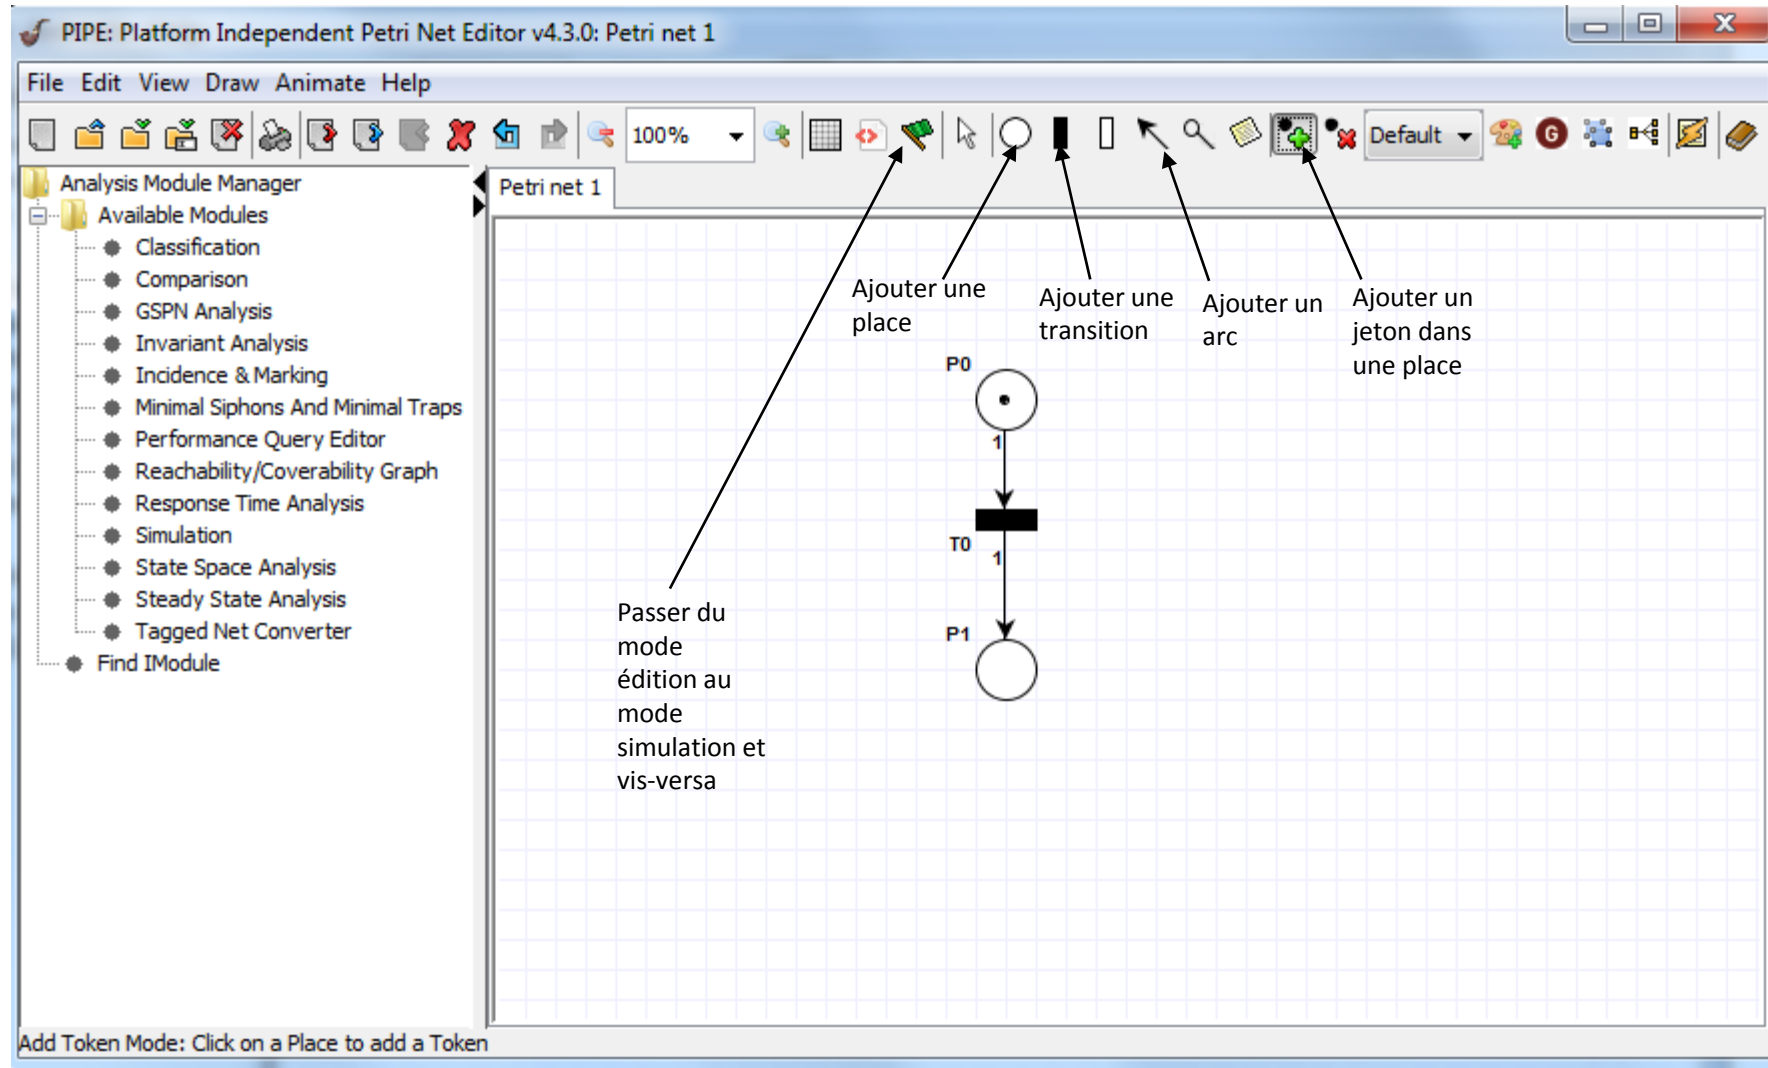 PIPE: Platform Independent Petri Net Editor v4.3.0: Petri net 1
File Edit View Draw Animate Help
100%
Default
G
Analysis Module Manager
Available Modules
Classification
Comparison
GSPN Analysis
Invariant Analysis
Incidence & Marking
Minimal Siphons And Minimal Traps
Performance Query Editor
Reachability/Coverability Graph
Response Time Analysis
Simulation
State Space Analysis
Steady State Analysis
Tagged Net Converter
Find IModule
Petri net 1
Ajouter une
place
Ajouter une
transition
Ajouter un
arc
Ajouter un
jeton dans
une place
P0
1
T0
1
P1
Passer du
mode
édition au
mode
simulation et
vis-versa
Add Token Mode: Click on a Place to add a Token